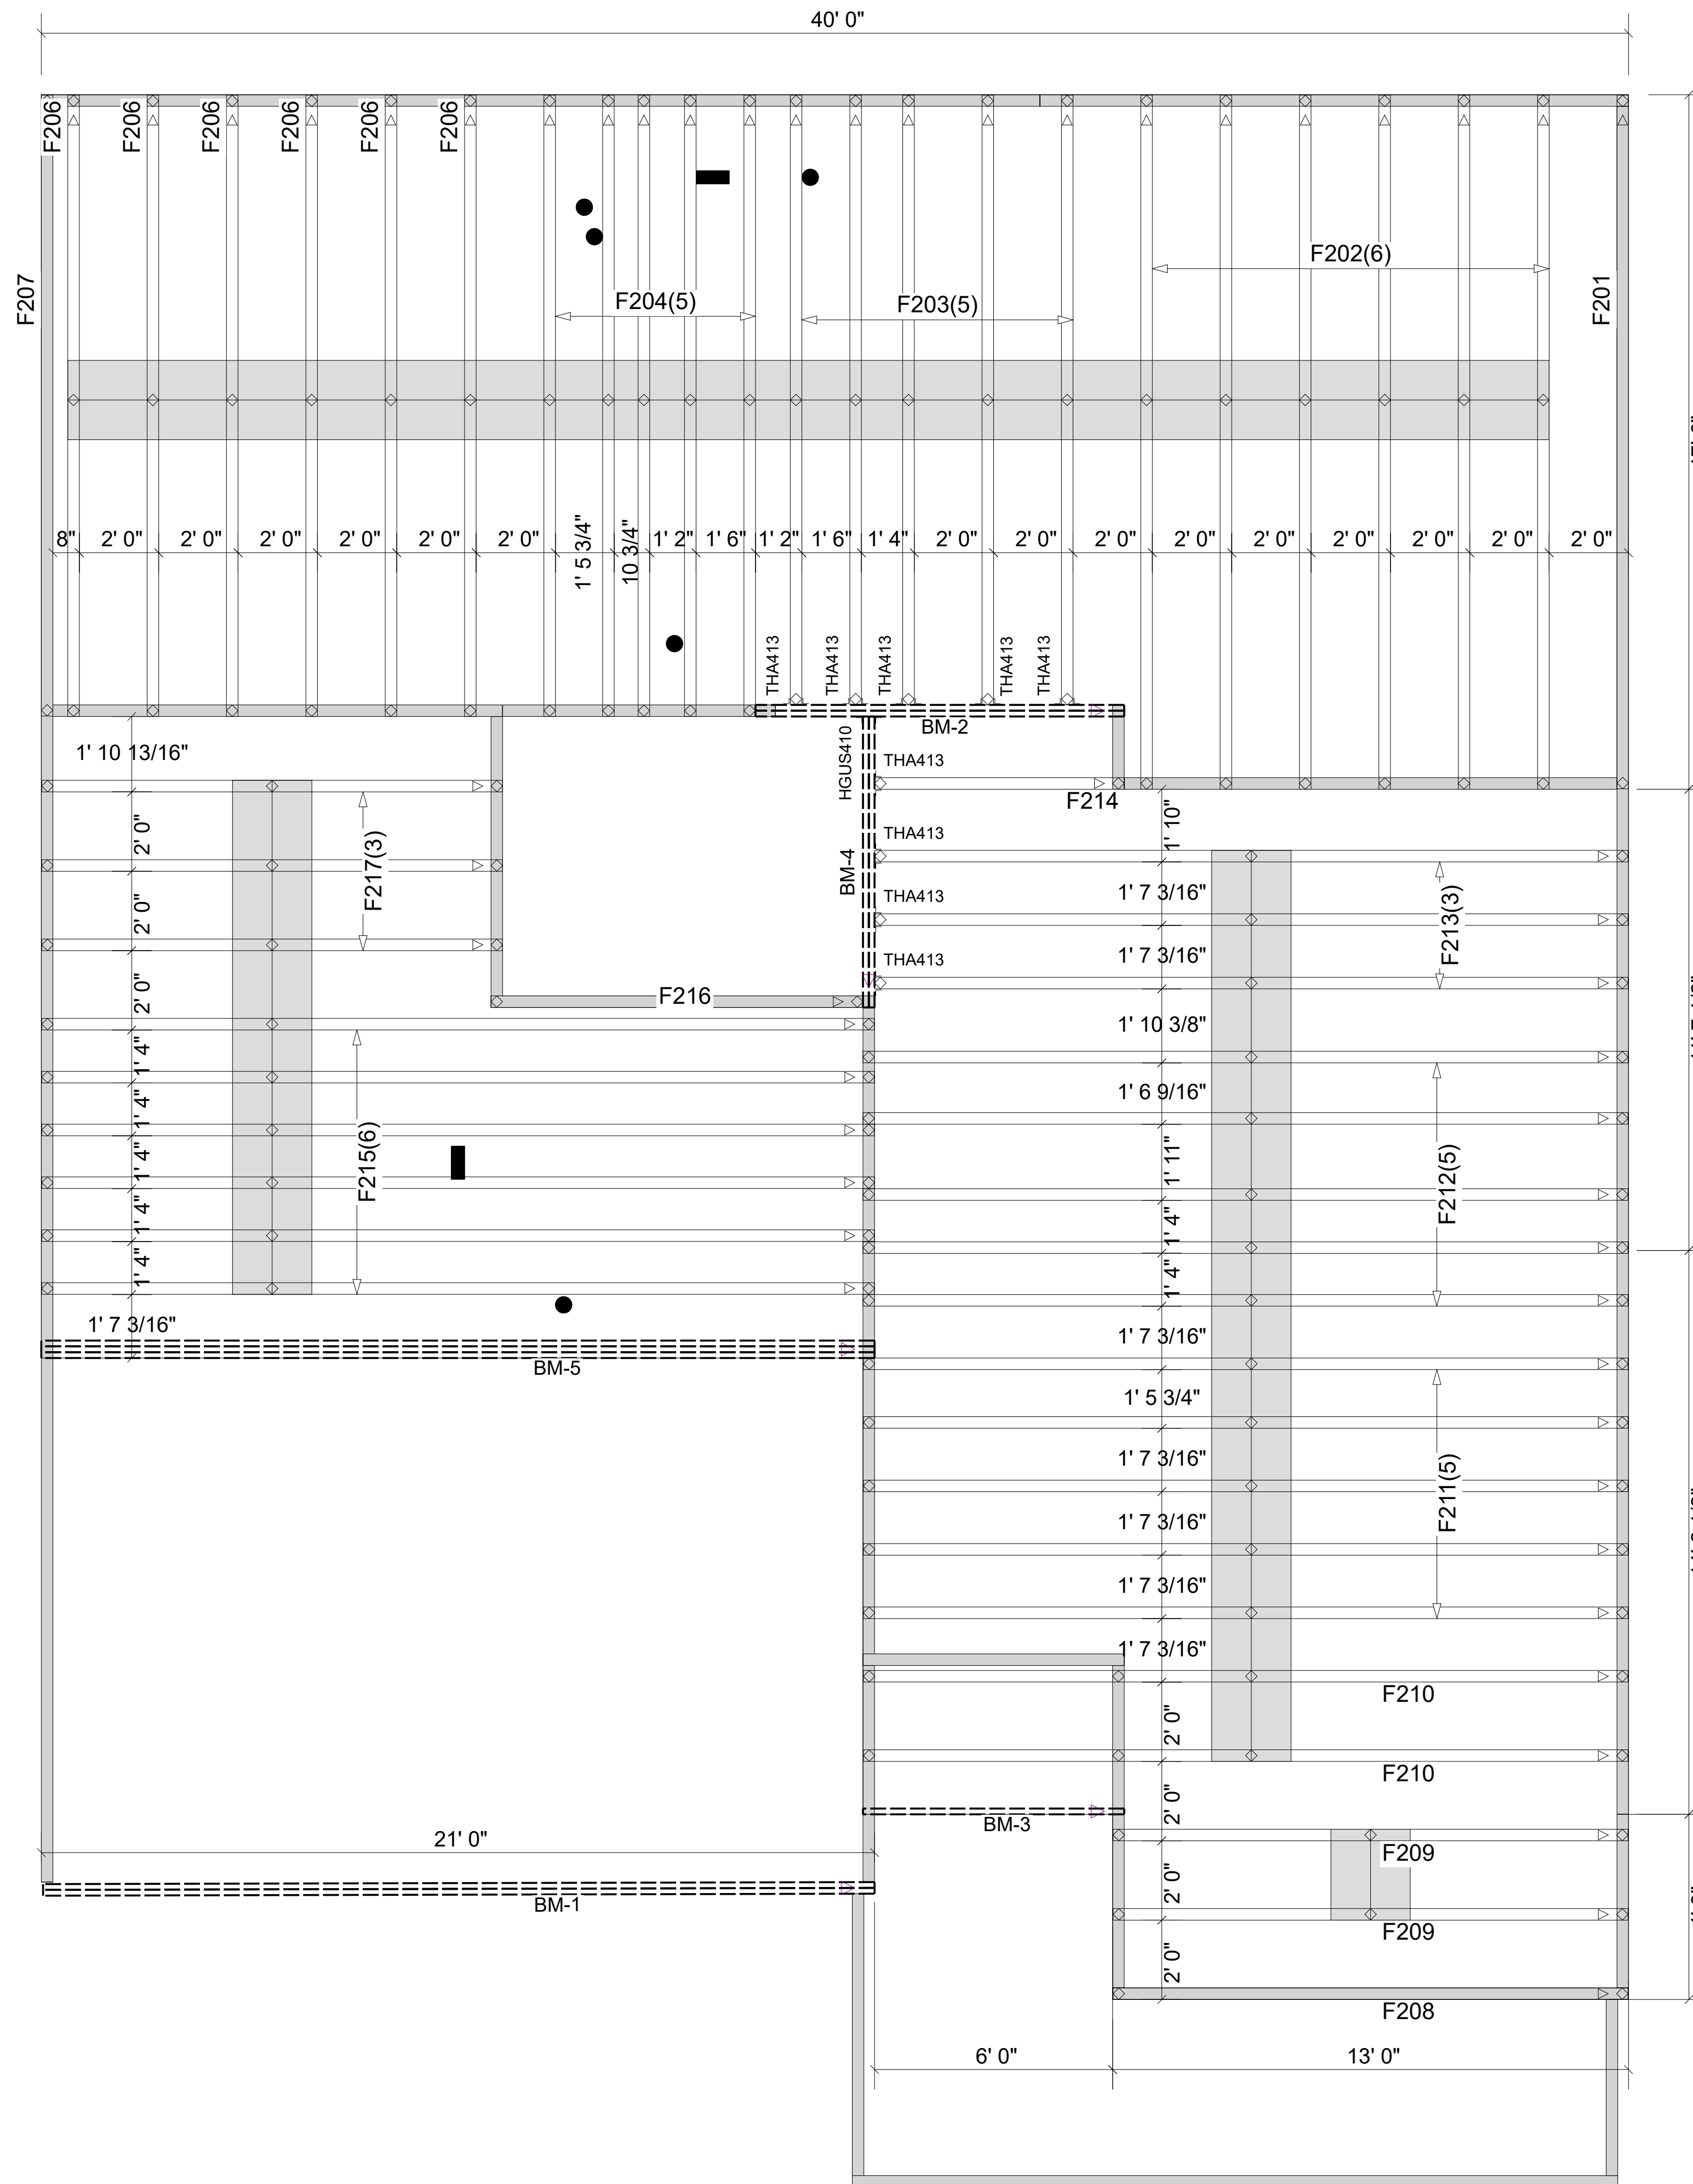 40' 0"
F206
F206
F206
F206
F206
F206
F207
F204(5)
F203(5)
F202(6)
F201
8"
2' 0"
2' 0"
2' 0"
2' 0"
2' 0"
2' 0"
1' 5 3/4"
10 3/4"
1' 2"
1' 6"
1' 2"
1' 6"
1' 4"
2' 0"
2' 0"
2' 0"
2' 0"
2' 0"
2' 0"
2' 0"
2' 0"
THA413
THA413
THA413
THA413
THA413
BM-2
1' 10 13/16"
HGUS410
THA413
F214
2' 0"
F217(3)
BM-4
THA413
1' 10"
THA413
1' 7 3/16"
F213(3)
2' 0"
THA413
1' 7 3/16"
2' 0"
F216
1' 10 3/8"
1' 4"
1' 6 9/16"
1' 4"
1' 4"
F215(6)
1' 11"
F212(5)
1' 4"
1' 4"
1' 4"
1' 4"
1' 7 3/16"
1' 7 3/16"
BM-5
1' 5 3/4"
1' 7 3/16"
F211(5)
1' 7 3/16"
1' 7 3/16"
1' 7 3/16"
F210
2' 0"
F210
2' 0"
BM-3
21' 0"
F209
BM-1
2' 0"
F209
2' 0"
F208
6' 0"
13' 0"